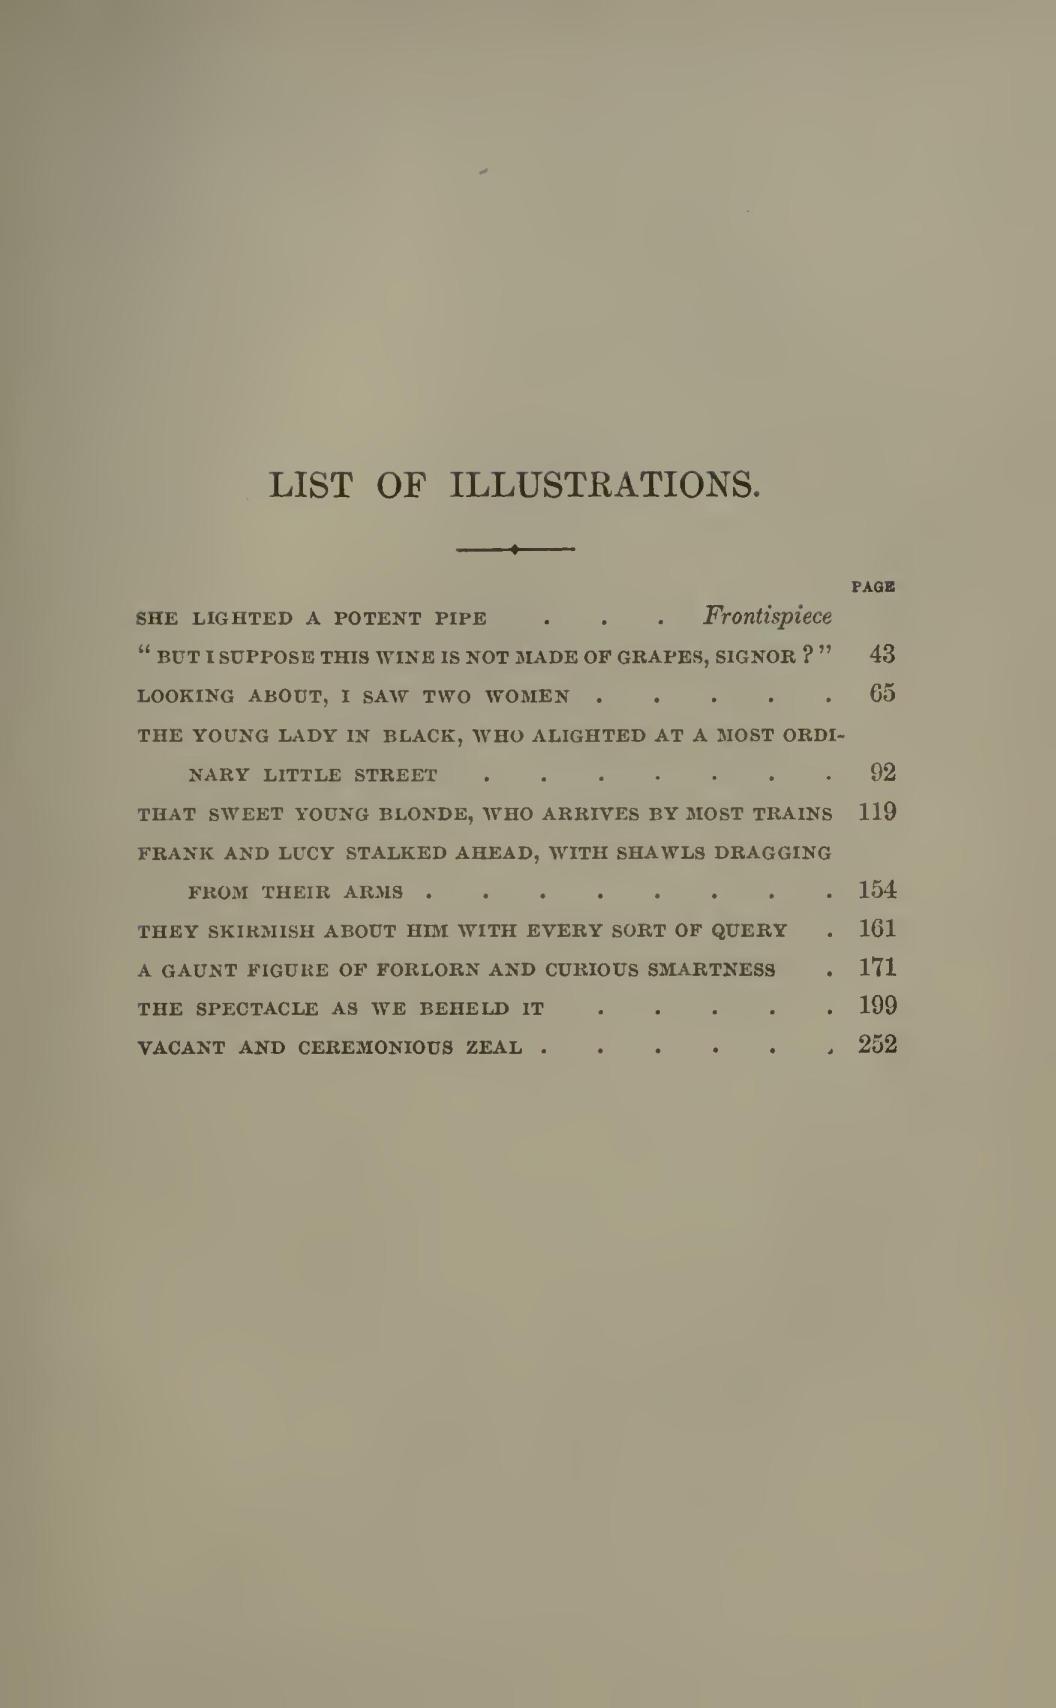 LIST OF ILLUSTRATIONS.
PAGE
SHE LIGHTED A POTENT PIPE . . . Frontispiece
"BUT I SUPPOSE THIS WINE IS NOT MADE OF GRAPES, SIGNOR?" 43
LOOKING ABOUT, I SAW TWO WOMEN . . . . . 65
THE YOUNG LADY IN BLACK, WHO ALIGHTED AT A MOST ORDI-
NARY LITTLE STREET . . . . . . . 92
THAT SWEET YOUNG BLONDE, WHO ARRIVES BY MOST TRAINS 119
FRANK AND LUCY STALKED AHEAD, WITH SHAWLS DRAGGING
FROM THEIR ARMS . . . . . . . . 154
THEY SKIRMISH ABOUT HIM WITH EVERY SORT OF QUERY . 161
A GAUNT FIGURE OF FORLORN AND CURIOUS SMARTNESS . 171
THE SPECTACLE AS WE BEHELD IT . . . . . 199
VACANT AND CEREMONIOUS ZEAL . . . . . . 252